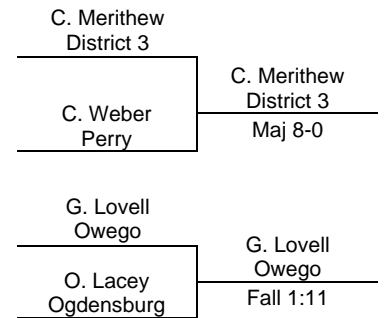 C. Merithew
District 3
C. Weber
Perry
C. Merithew
District 3
Maj 8-0
G. Lovell
Owego
O. Lacey
Ogdensburg
G. Lovell
Owego
Fall 1:11